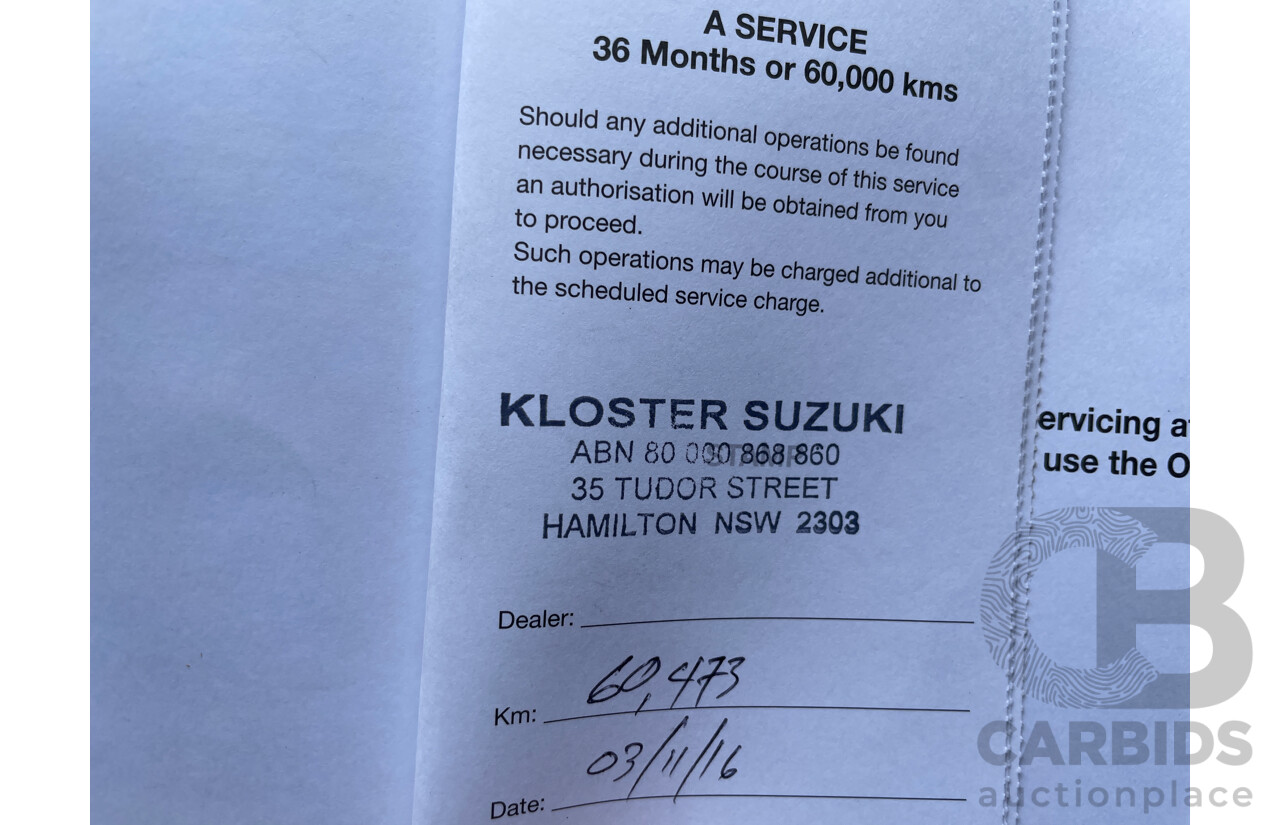 A SERVICE
36 Months or 60,000 kms
Should any additional operations be found
necessary during the course of this service
an authorisation will be obtained from you
to proceed.
Such operations may be charged additional to
the scheduled service charge.
KLOSTER SUZUKI
ABN 80 000 868 860
STAMP
35 TUDOR STREET
HAMILTON NSW 2303
Dealer:
Km: 60,473
Date: 03/11/16
ervicing a
use the O
CB
CARBIDS
auctionplace